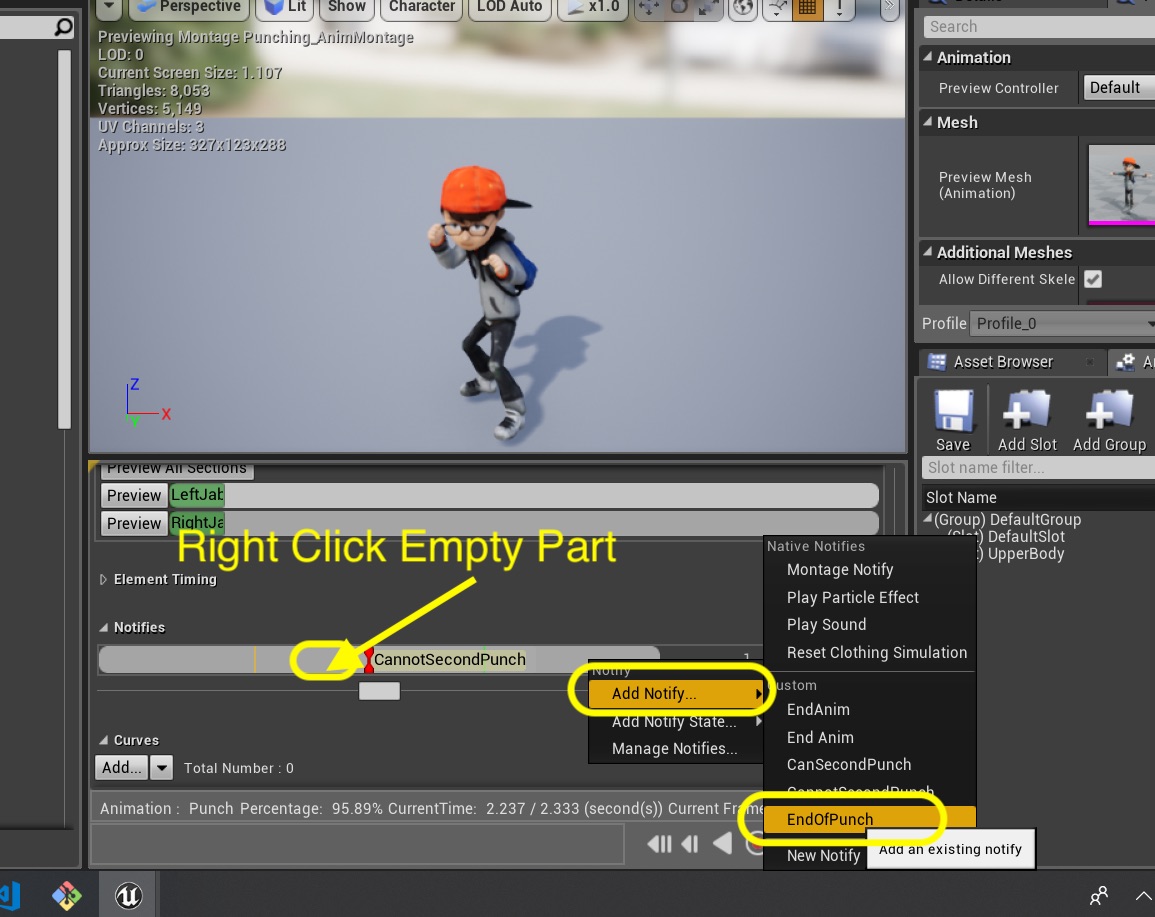 Perspective
Lit
Show
Character
LOD Auto
x1.0
Previewing Montage Punching_AnimMontage
LOD: 0
Current Screen Size: 1.107
Triangles: 8,053
Vertices: 5,149
UV Channels: 3
Approx Size: 327x123x288
Z
X
Y
Details
Search
Animation
Preview Controller
Default
Mesh
Preview Mesh
(Animation)
Additional Meshes
Allow Different Skele
Profile
Profile_0
Asset Browser
Save
Add Slot
Add Group
Slot name filter...
Slot Name
(Group) DefaultGroup
(Slot) DefaultSlot
UpperBody
Preview All Sections
Preview
LeftJab
Preview
RightJa
Right Click Empty Part
Element Timing
Notifies
CannotSecondPunch
1
Notify
Add Notify...
Add Notify State...
Manage Notifies...
Native Notifies
Montage Notify
Play Particle Effect
Play Sound
Reset Clothing Simulation
Custom
EndAnim
End Anim
CanSecondPunch
CannotSecondPunch
EndOfPunch
New Notify
Add an existing notify
Curves
Add...
Total Number : 0
Animation : Punch Percentage: 95.89% CurrentTime: 2.237 / 2.333 (second(s)) Current Frame